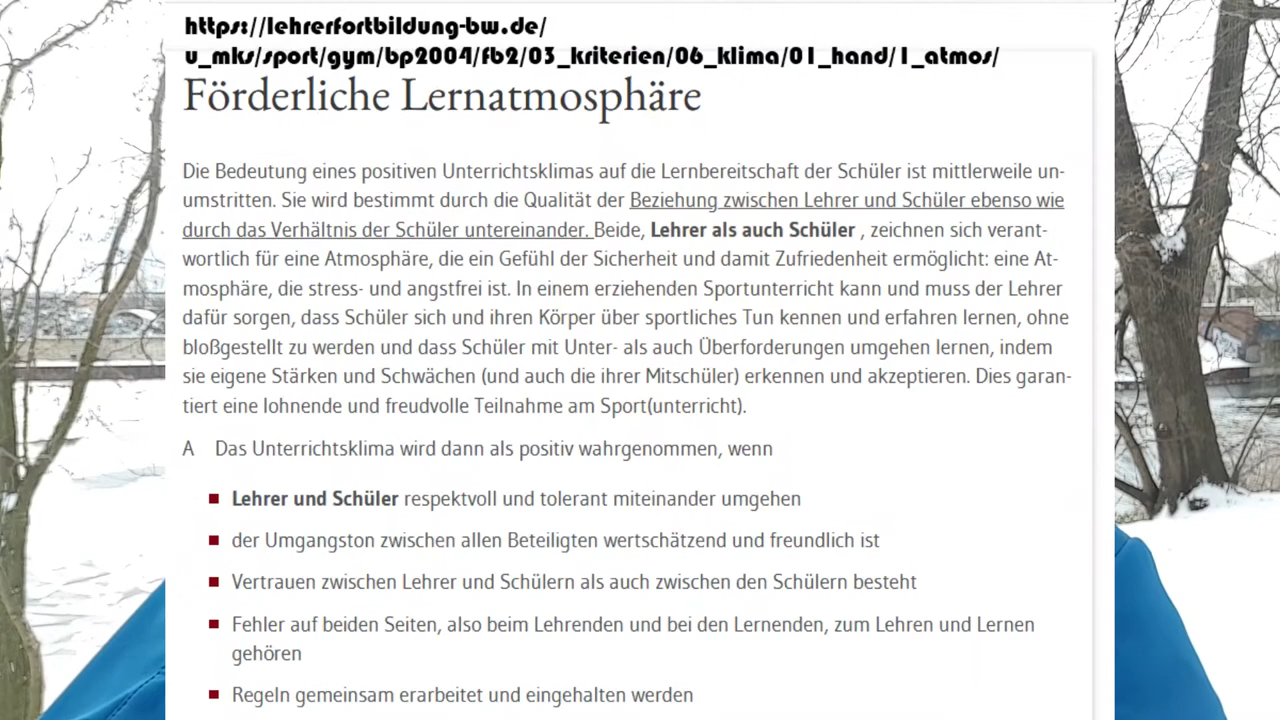 https://lehrerfortbildung-bw.de/
u_mks/sport/gym/bp2004/fb2/03_kriterien/06_klima/01_hand/1_atmos/
Förderliche Lernatmosphäre
Die Bedeutung eines positiven Unterrichtsklimas auf die Lernbereitschaft der Schüler ist mittlerweile un-
umstritten. Sie wird bestimmt durch die Qualität der Beziehung zwischen Lehrer und Schüler ebenso wie
durch das Verhältnis der Schüler untereinander. Beide, Lehrer als auch Schüler , zeichnen sich verant-
wortlich für eine Atmosphäre, die ein Gefühl der Sicherheit und damit Zufriedenheit ermöglicht: eine At-
mosphäre, die stress- und angstfrei ist. In einem erziehenden Sportunterricht kann und muss der Lehrer
dafür sorgen, dass Schüler sich und ihren Körper über sportliches Tun kennen und erfahren lernen, ohne
bloßgestellt zu werden und dass Schüler mit Unter- als auch Überforderungen umgehen lernen, indem
sie eigene Stärken und Schwächen (und auch die ihrer Mitschüler) erkennen und akzeptieren. Dies garan-
tiert eine lohnende und freudvolle Teilnahme am Sport(unterricht).
A Das Unterrichtsklima wird dann als positiv wahrgenommen, wenn
Lehrer und Schüler respektvoll und tolerant miteinander umgehen
der Umgangston zwischen allen Beteiligten wertschätzend und freundlich ist
Vertrauen zwischen Lehrer und Schülern als auch zwischen den Schülern besteht
Fehler auf beiden Seiten, also beim Lehrenden und bei den Lernenden, zum Lehren und Lernen
gehören
Regeln gemeinsam erarbeitet und eingehalten werden